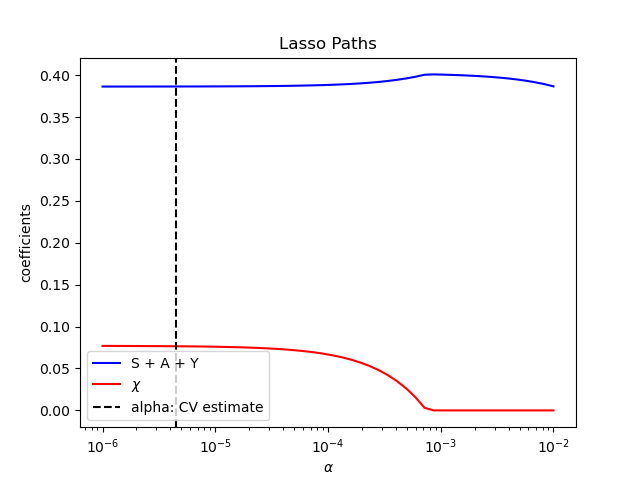 Lasso Paths
coefficients
0.40
0.35
0.30
0.25
0.20
0.15
0.10
0.05
0.00
S + A + Y
χ
alpha: CV estimate
10⁻⁶ 10⁻⁵ 10⁻⁴ 10⁻³ 10⁻²
α